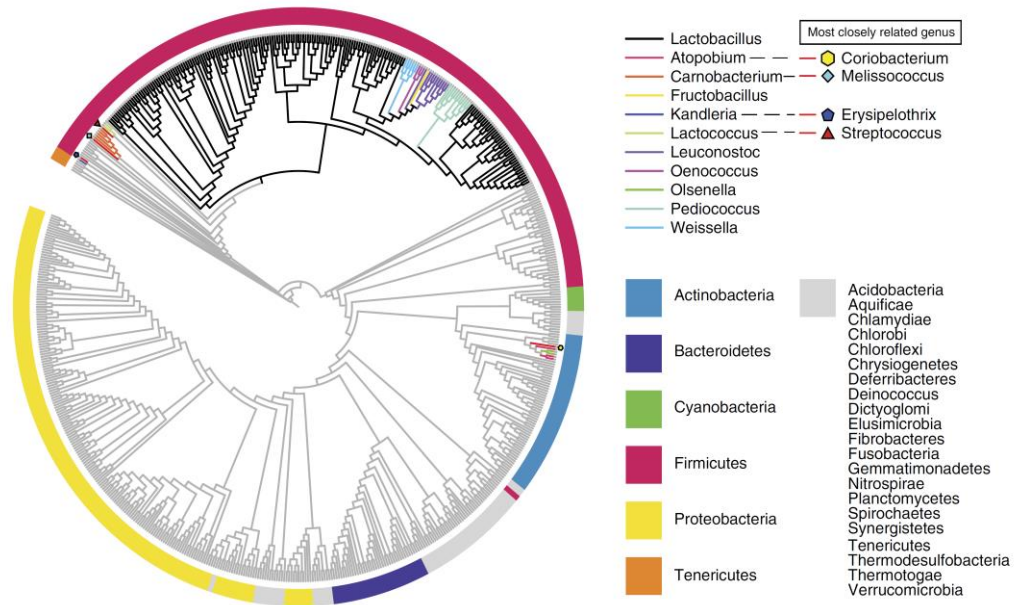 Most closely related genus
Lactobacillus
Atopobium
Coriobacterium
Carnobacterium
Melissococcus
Fructobacillus
Kandleria
Erysipelothrix
Lactococcus
Streptococcus
Leuconostoc
Oenococcus
Olsenella
Pediococcus
Weissella
Actinobacteria
Bacteroidetes
Cyanobacteria
Firmicutes
Proteobacteria
Tenericutes
Acidobacteria
Aquificae
Chlamydiae
Chlorobi
Chloroflexi
Chrysiogenetes
Deferribacteres
Deinococcus
Dictyoglomi
Elusimicrobia
Fibrobacteres
Fusobacteria
Gemmatimonadetes
Nitrospirae
Planctomycetes
Spirochaetes
Synergistetes
Tenericutes
Thermodesulfobacteria
Thermotogae
Verrucomicrobia